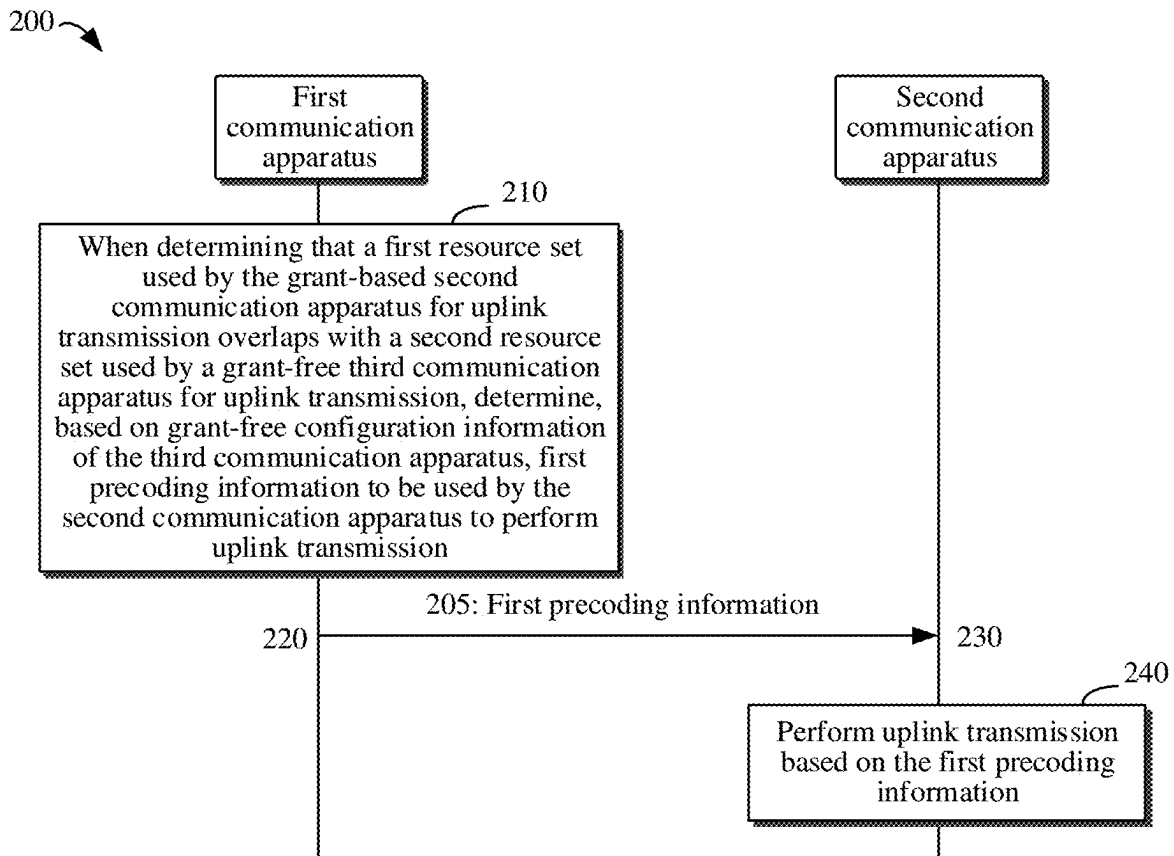 200
First
communication
apparatus
Second
communication
apparatus
210
When determining that a first resource set
used by the grant-based second
communication apparatus for uplink
transmission overlaps with a second resource
set used by a grant-free third communication
apparatus for uplink transmission, determine,
based on grant-free configuration information
of the third communication apparatus, first
precoding information to be used by the
second communication apparatus to perform
uplink transmission
205: First precoding information
220
230
240
Perform uplink transmission
based on the first precoding
information